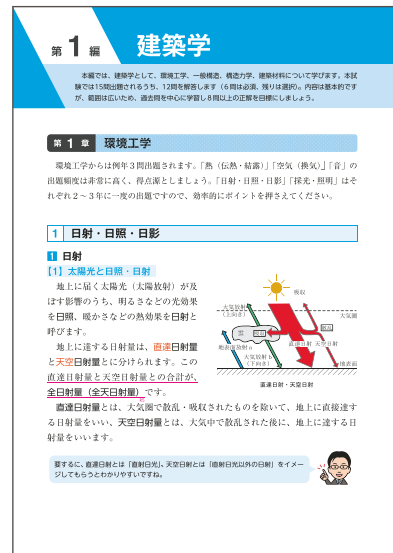 第1編 建築学
本編では、建築学として、環境工学、一般構造、構造力学、建築材料について学びます。本試
験では15問出題されるうち、12問を解答します（6問は必須、残りは選択）。内容は基本的です
が、範囲は広いため、過去問を中心に学習し8問以上の正解を目標にしましょう。
第1章 環境工学
環境工学からは例年3問出題されます。「熱（伝熱・結露）」「空気（換気）」「音」の
出題頻度は非常に高く、得点源としましょう。「日射・日照・日影」「採光・照明」はそ
れぞれ2〜3年に一度の出題ですので、効率的にポイントを押さえてください。
1 日射・日照・日影
1 日射
【1】太陽光と日照・日射
地上に届く太陽光（太陽放射）が及
ぼす影響のうち、明るさなどの光効果
を日照、暖かさなどの熱効果を日射と
呼びます。
地上に達する日射量は、直達日射量
と天空日射量とに分けられます。この
直達日射量と天空日射量との合計が、
全日射量（全天日射量）です。
直達日射量とは、大気圏で散乱・吸収されたものを除いて、地上に直接達す
る日射量をいい、天空日射量とは、大気中で散乱された後に、地上に達する日
射量をいいます。
吸収
大気放射
（上向き）
大気圏
雲
吸収
散乱
直達日射 天空日射
地表面放射 a
大気放射 b
（下向き）
地表面
直達日射・天空日射
要するに、直達日射とは「直射日光」、天空日射とは「直射日光以外の日射」をイメー
ジしてもらうとわかりやすいですね。